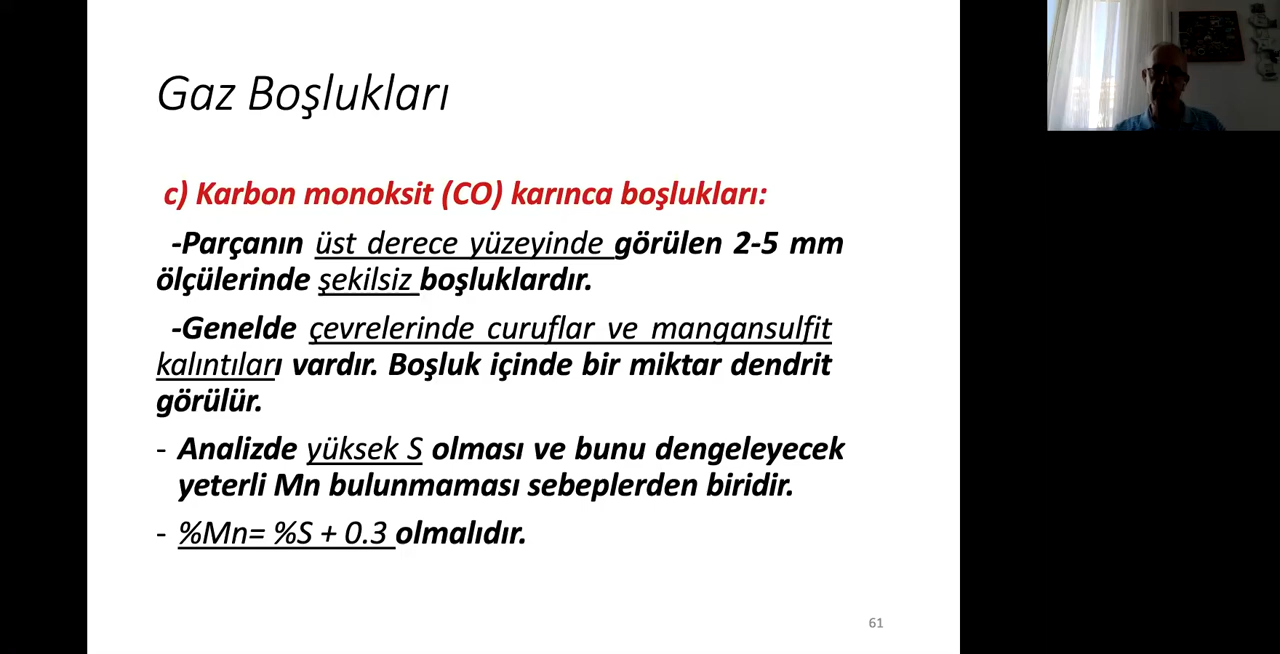 Gaz Boşlukları
c) Karbon monoksit (CO) karınca boşlukları:
-Parçanın üst derece yüzeyinde görülen 2-5 mm
ölçülerinde şekilsiz boşluklardır.
-Genelde çevrelerinde curuflar ve mangansulfit
kalıntıları vardır. Boşluk içinde bir miktar dendrit
görülür.
- Analizde yüksek S olması ve bunu dengeleyecek
yeterli Mn bulunmaması sebeplerden biridir.
- %Mn= %S + 0.3 olmalıdır.
61